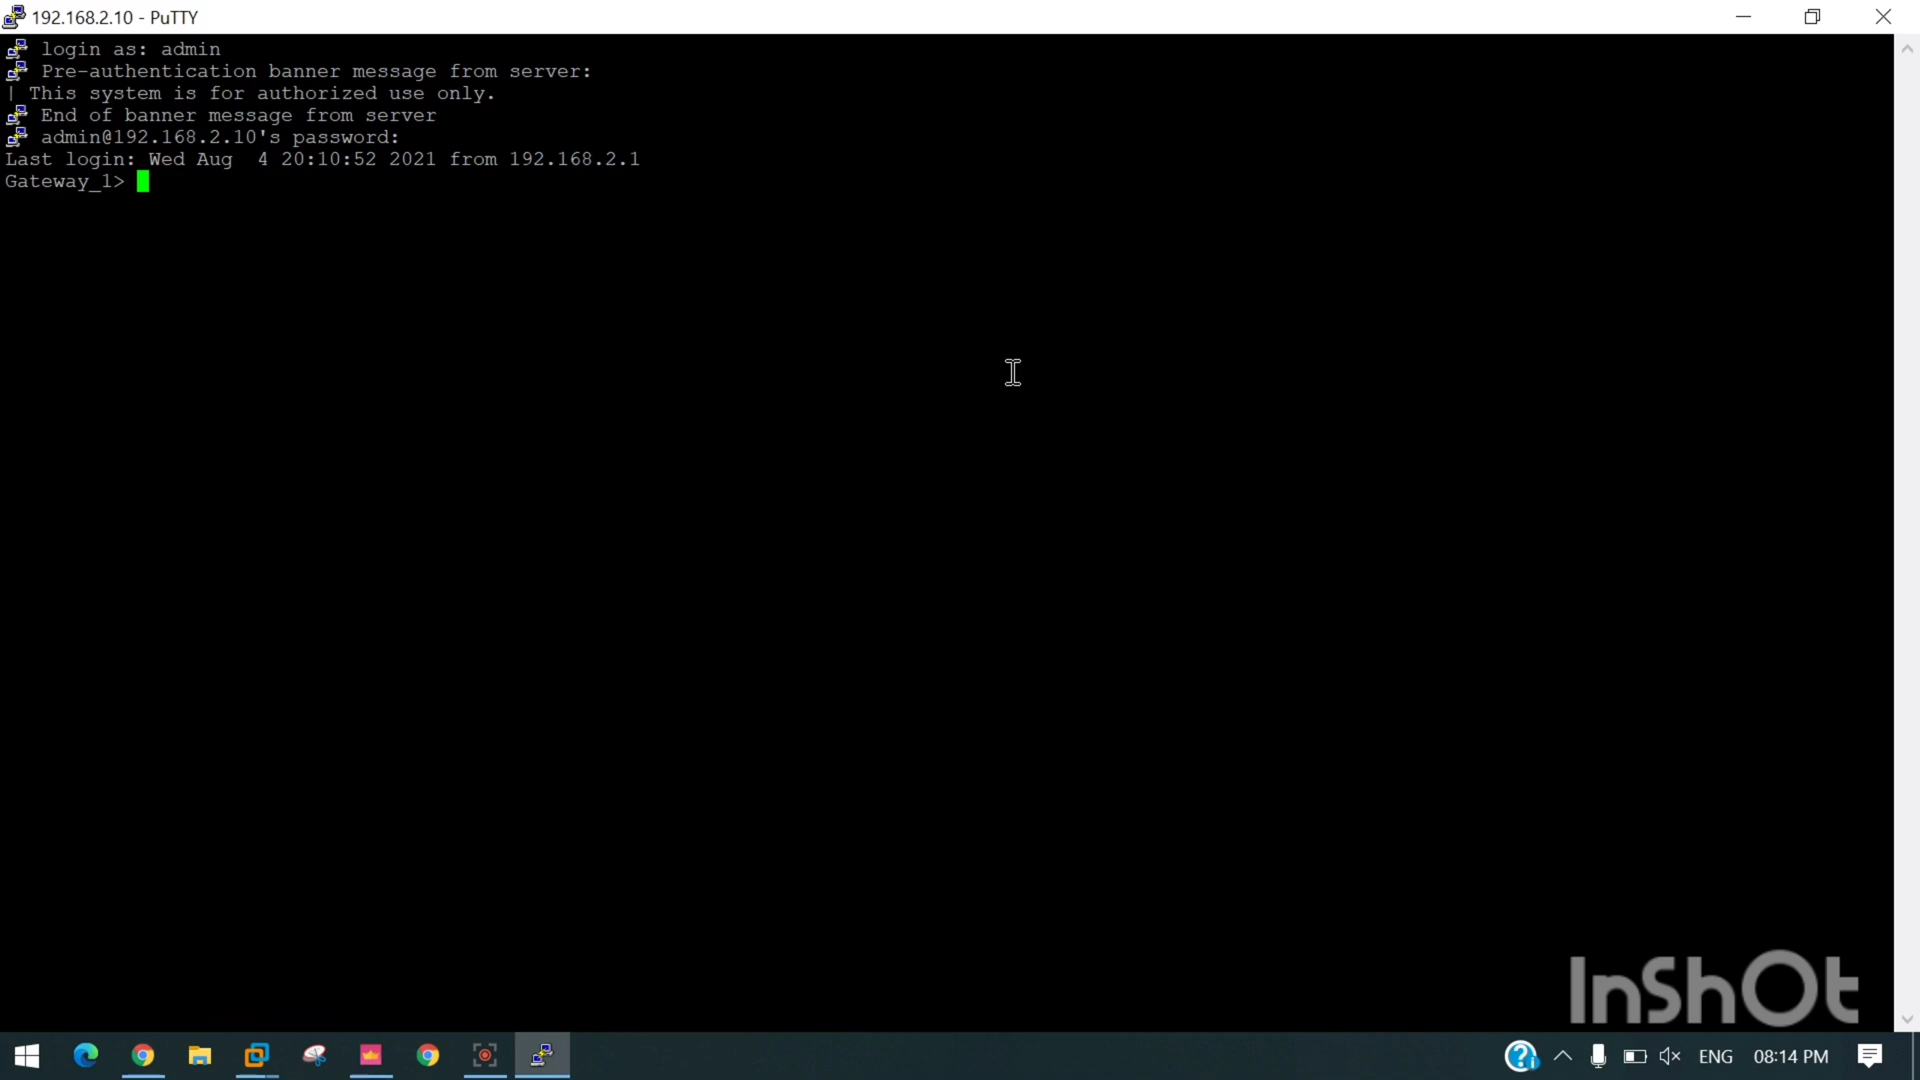 192.168.2.10 - PuTTY
login as: admin
Pre-authentication banner message from server:
| This system is for authorized use only.
End of banner message from server
admin@192.168.2.10's password:
Last login: Wed Aug  4 20:10:52 2021 from 192.168.2.1
Gateway_1>
InShOt
ENG 08:14 PM